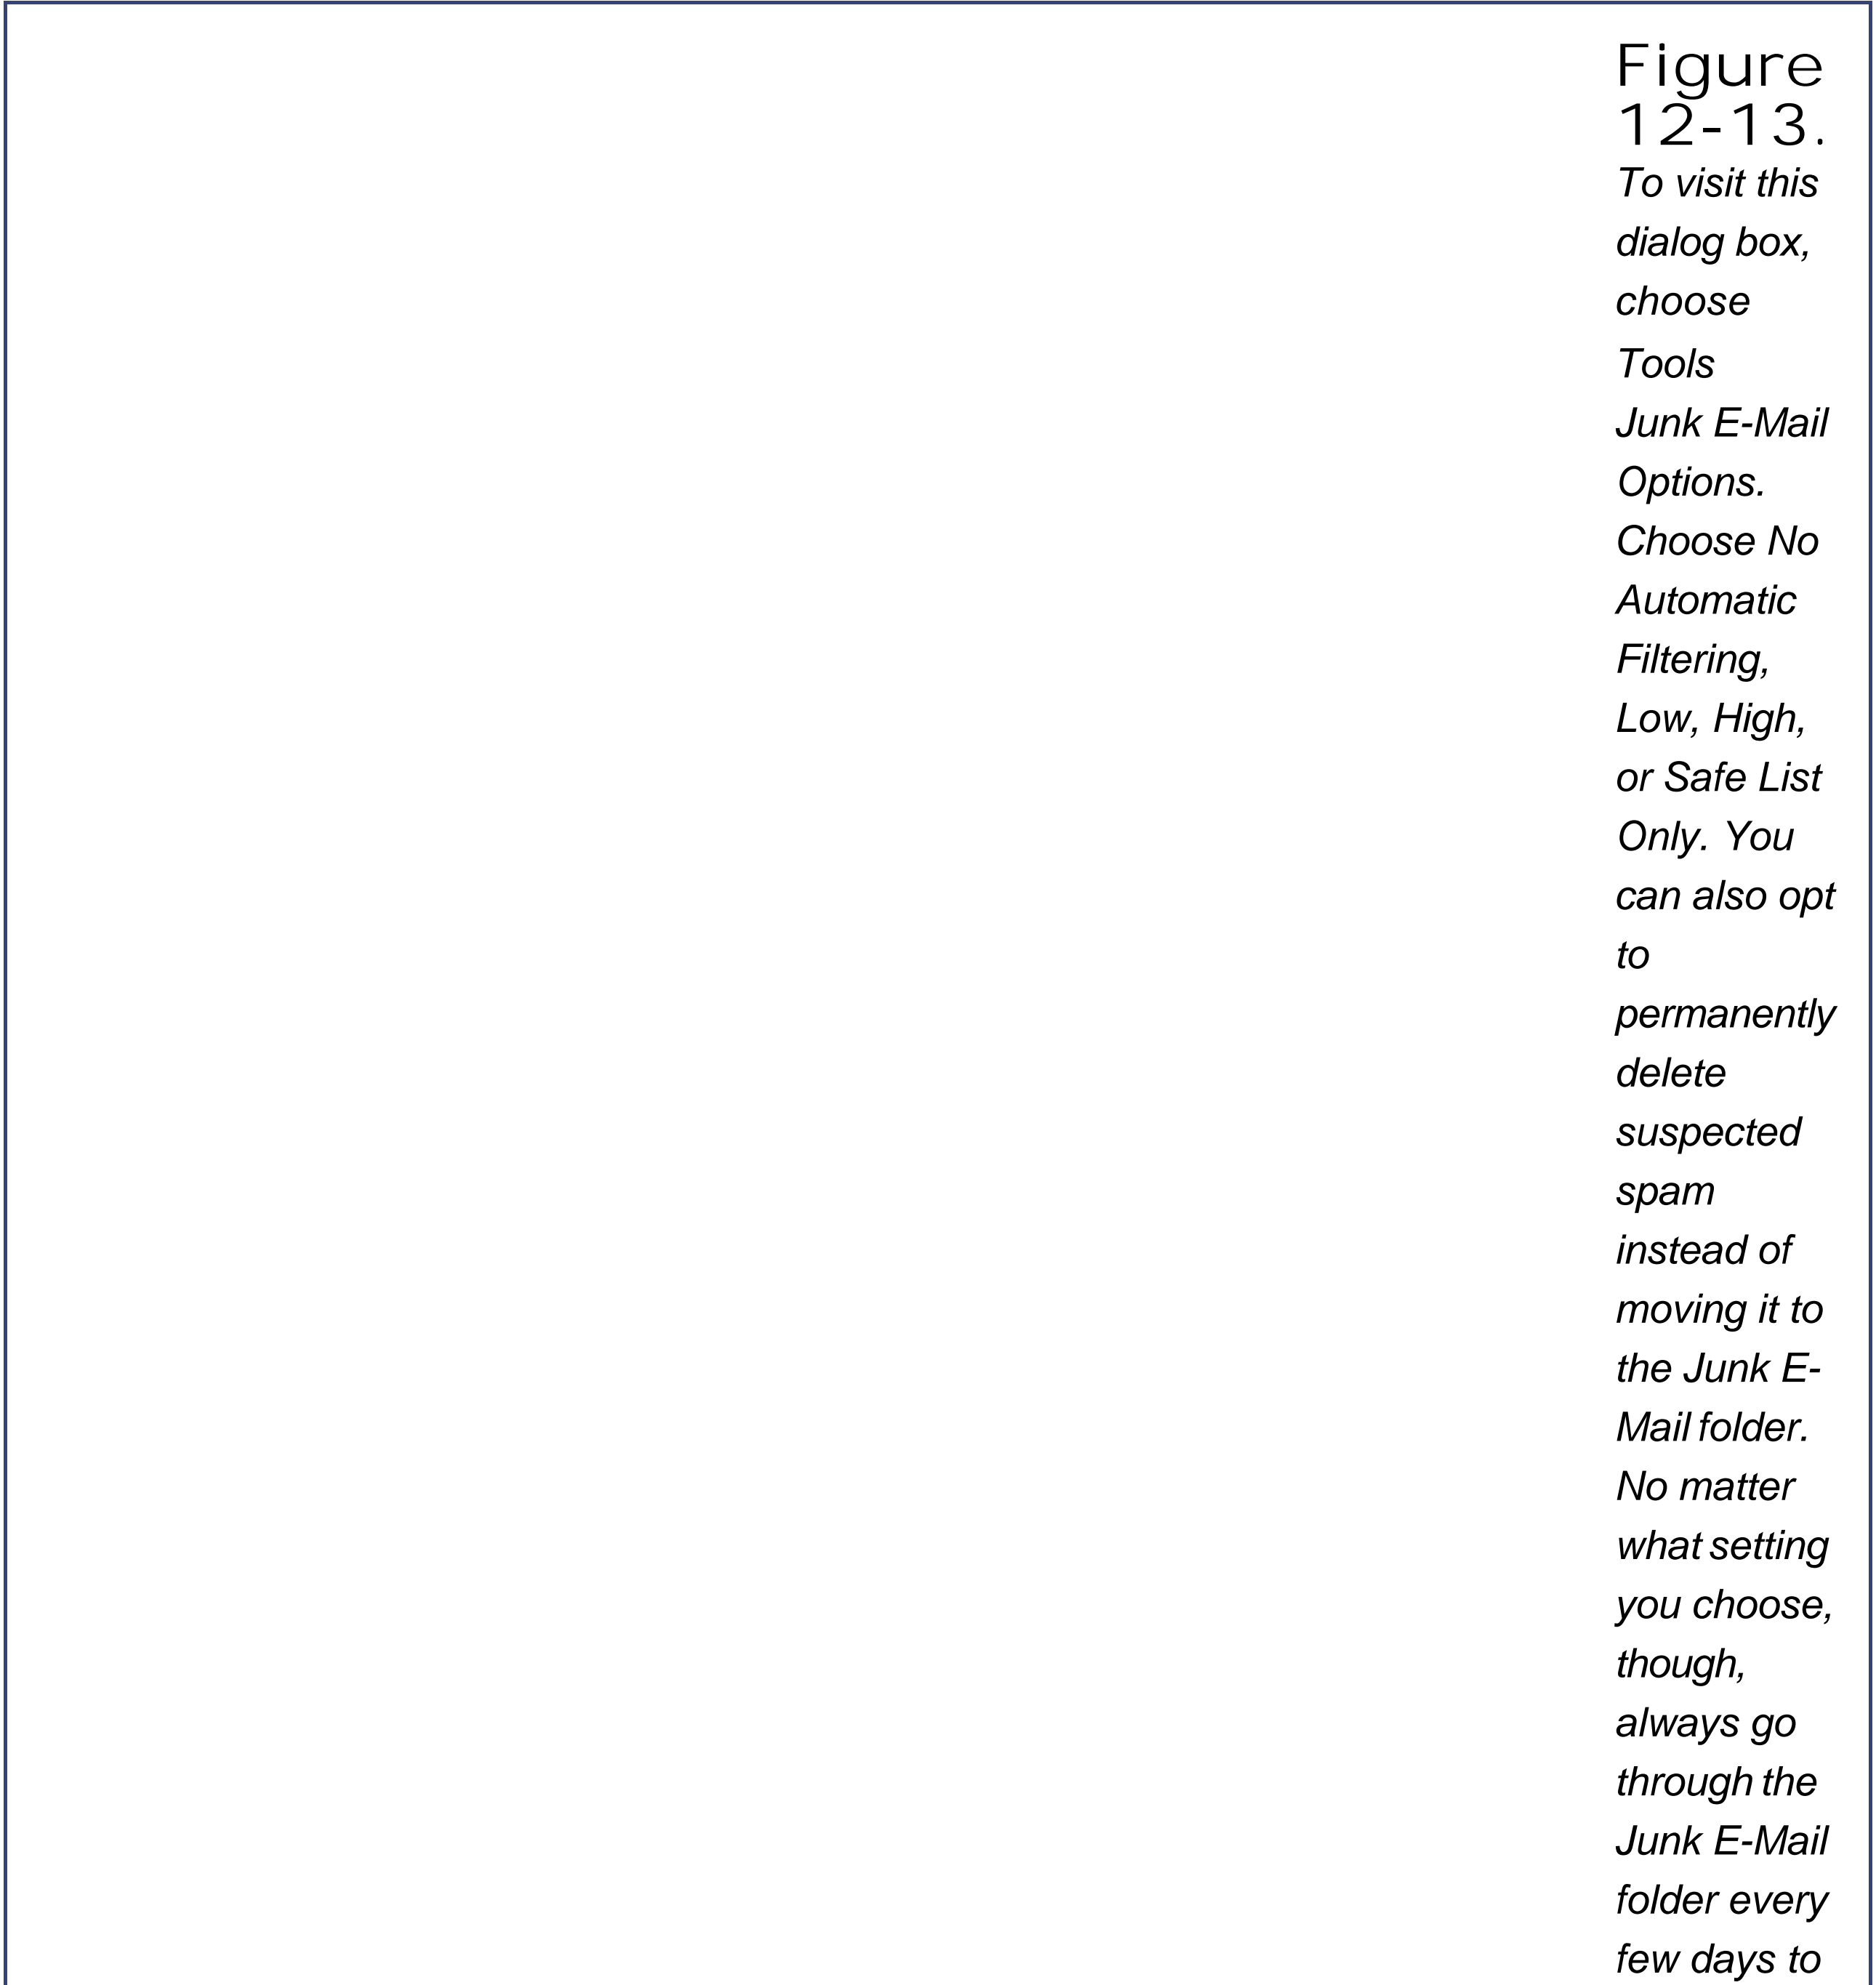 Figure
12-13.
To visit this
dialog box,
choose
Tools
Junk E-Mail
Options.
Choose No
Automatic
Filtering,
Low, High,
or Safe List
Only. You
can also opt
to
permanently
delete
suspected
spam
instead of
moving it to
the Junk E-
Mail folder.
No matter
what setting
you choose,
though,
always go
through the
Junk E-Mail
folder every
few days to